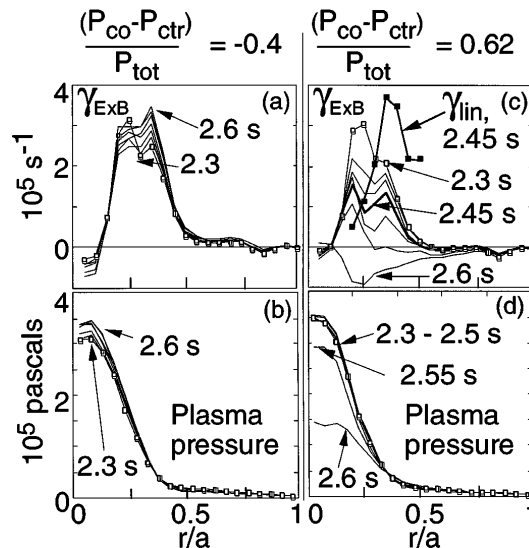 (P_co-P_ctr) / P_tot = -0.4
(P_co-P_ctr) / P_tot = 0.62
γ_ExB
(a)
2.6 s
2.3
10^5 s^-1
4
2
0
γ_ExB
(c)
γ_lin,
2.45 s
2.3 s
2.45 s
2.6 s
(b)
2.6 s
2.3 s
Plasma
pressure
10^5 pascals
4
2
0
(d)
2.3 - 2.5 s
2.55 s
2.6 s
Plasma
pressure
0 0.5 1
r/a
0 0.5 1
r/a